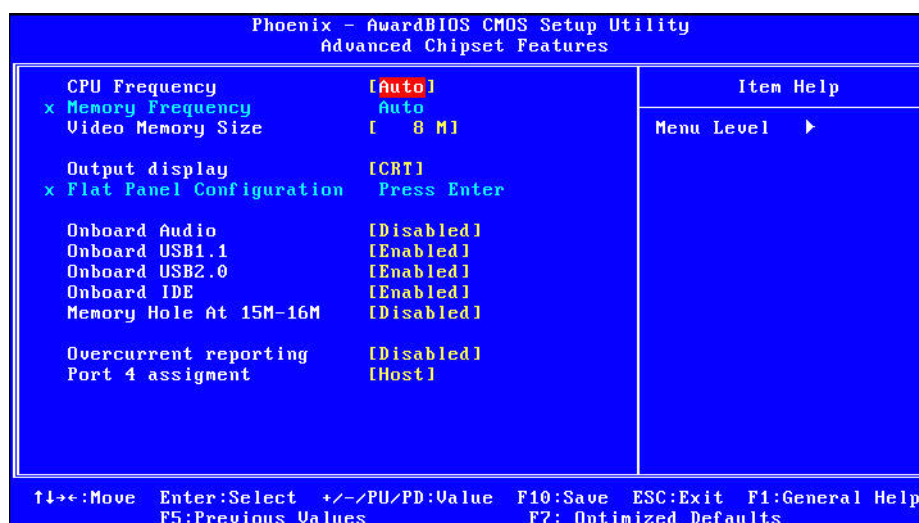 Phoenix - AwardBIOS CMOS Setup Utility
Advanced Chipset Features
CPU Frequency [Auto]
x Memory Frequency Auto
Video Memory Size [ 8 M]
Output display [CRT]
x Flat Panel Configuration Press Enter
Onboard Audio [Disabled]
Onboard USB1.1 [Enabled]
Onboard USB2.0 [Enabled]
Onboard IDE [Enabled]
Memory Hole At 15M-16M [Disabled]
Overcurrent reporting [Disabled]
Port 4 assigment [Host]
Item Help
Menu Level ▶
↑↓→←:Move Enter:Select +/-/PU/PD:Value F10:Save ESC:Exit F1:General Help
F5:Previous Values F7: Optimized Defaults